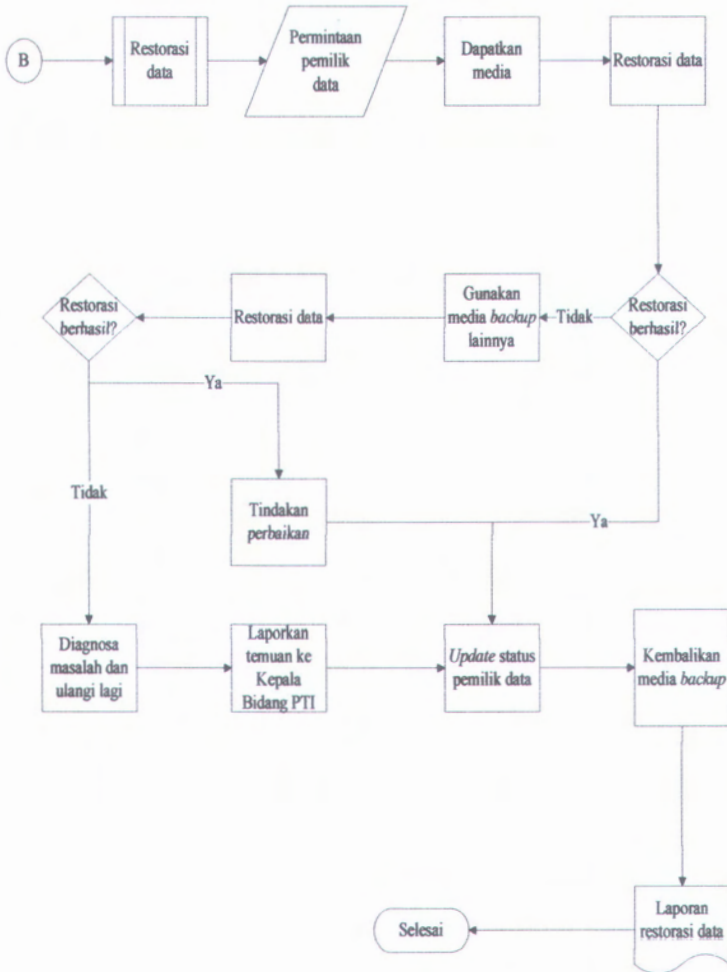 B
Restorasi
data
Permintaan
pemilik
data
Dapatkan
media
Restorasi data
Restorasi
berhasil?
Tidak
Gunakan
media backup
lainnya
Restorasi data
Restorasi
berhasil?
Ya
Tidak
Tindakan
perbaikan
Ya
Diagnosa
masalah dan
ulangi lagi
Laporkan
temuan ke
Kepala
Bidang PTI
Update status
pemilik data
Kembalikan
media backup
Laporan
restorasi data
Selesai